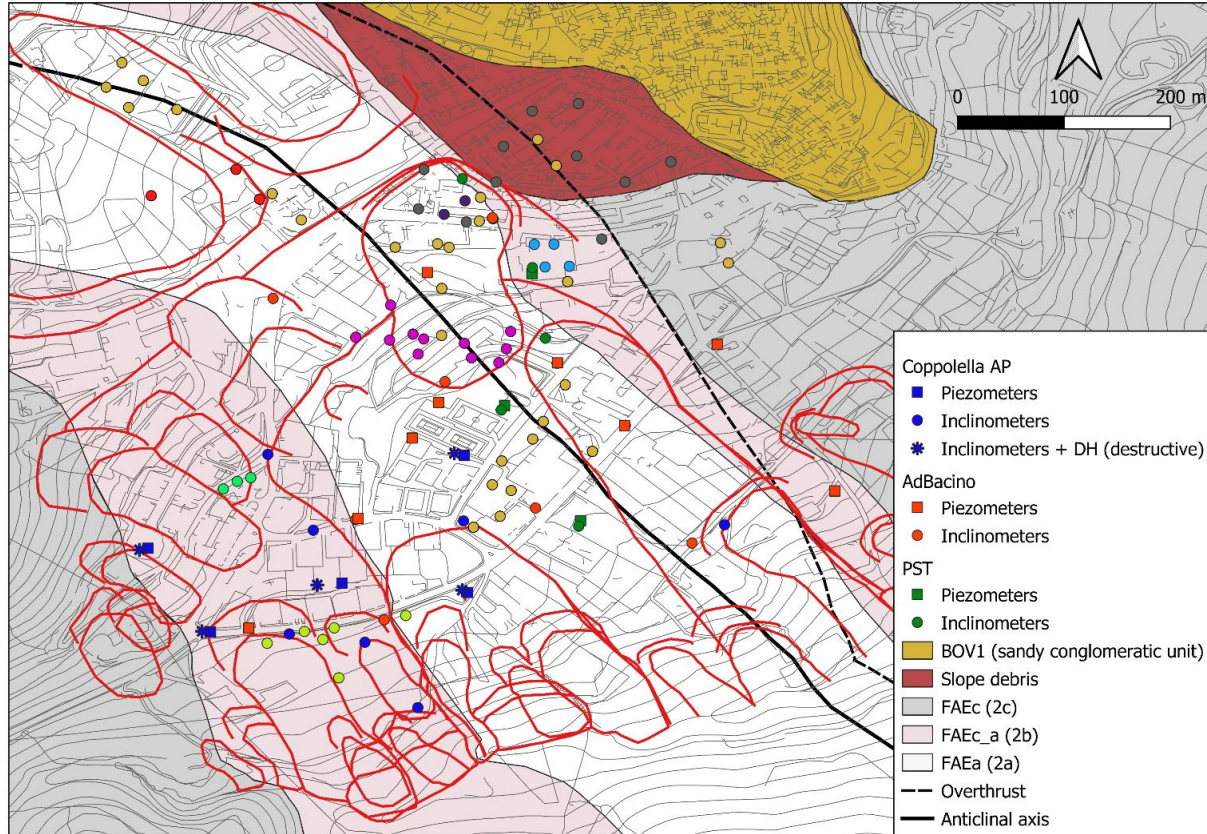 0 100 200 m
Coppolella AP
Piezometers
Inclinometers
Inclinometers + DH (destructive)
AdBacino
Piezometers
Inclinometers
PST
Piezometers
Inclinometers
BOV1 (sandy conglomeratic unit)
Slope debris
FAEc (2c)
FAEc_a (2b)
FAEa (2a)
Overthrust
Anticlinal axis